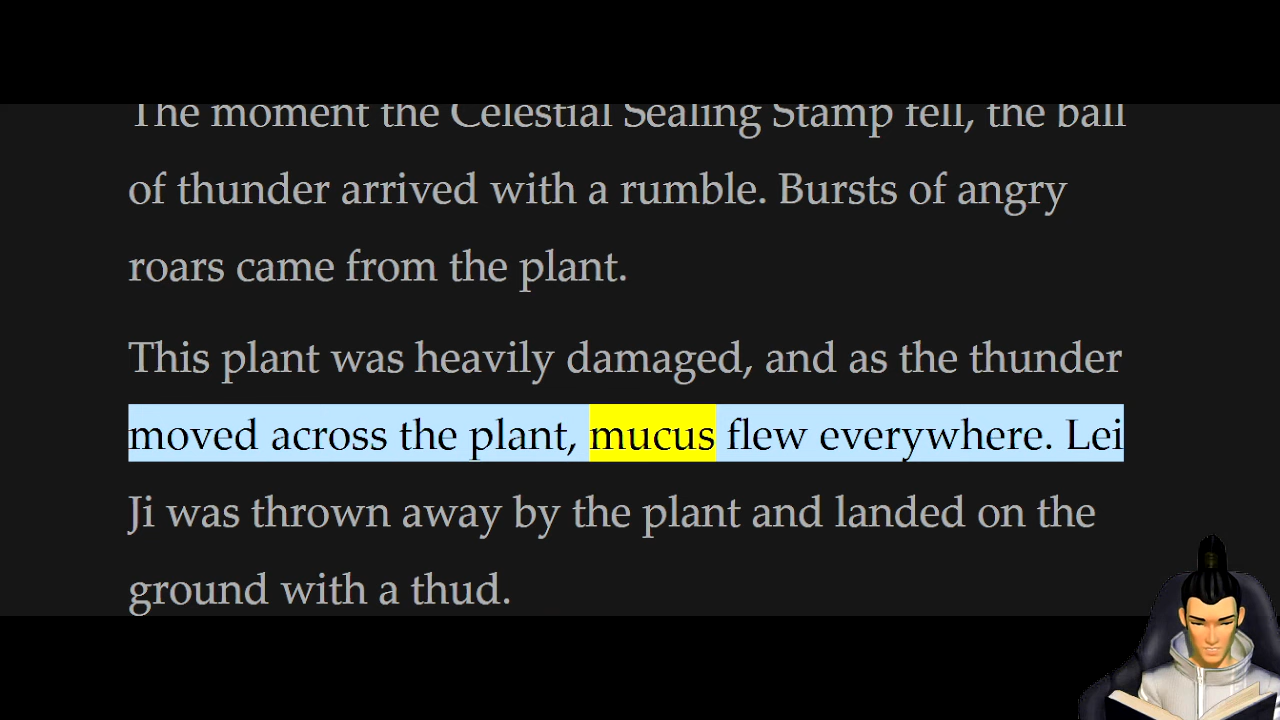 The moment the Celestial Sealing Stamp fell, the ball
of thunder arrived with a rumble. Bursts of angry
roars came from the plant.
This plant was heavily damaged, and as the thunder
moved across the plant, mucus flew everywhere. Lei
Ji was thrown away by the plant and landed on the
ground with a thud.